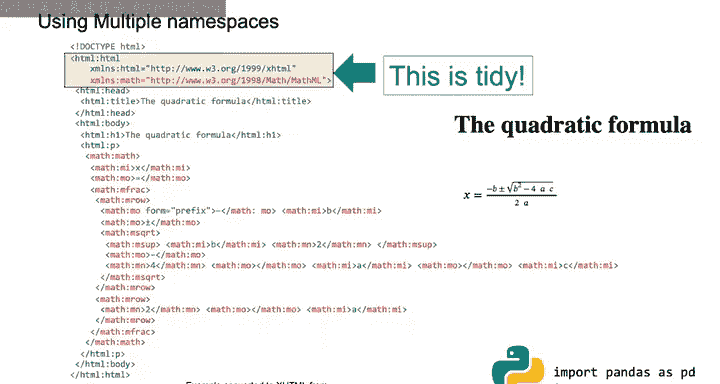 Using Multiple namespaces
<!DOCTYPE html>
<html:html
xmlns:html="http://www.w3.org/1999/xhtml"
xmlns:math="http://www.w3.org/1998/Math/MathML">
<html:head>
<html:title>The quadratic formula</html:title>
</html:head>
<html:body>
<html:h1>The quadratic formula</html:h1>
<html:p>
<math:math>
<math:mi>x</math:mi>
<math:mo>=</math:mo>
<math:mfrac>
<math:mrow>
<math:mo form="prefix">−</math: mo> <math:mi>b</math:mi>
<math:mo>±</math:mo>
<math:msqrt>
<math:msup> <math:mi>b</math:mi> <math:mn>2</math:mn> </math:msup>
<math:mo>−</math:mo>
<math:mn>4</math:mn> <math:mo></math:mo> <math:mi>a</math:mi> <math:mo></math:mo> <math:mi>c</math:mi>
</math:msqrt>
</math:mrow>
<math:mrow>
<math:mn>2</math:mn> <math:mo></math:mo> <math:mi>a</math:mi>
</math:mrow>
</math:mfrac>
</math:math>
</html:p>
</html:body>
</html:html>
This is tidy!
The quadratic formula
x = −b ± √b² − 4 a c
2 a
import pandas as pd